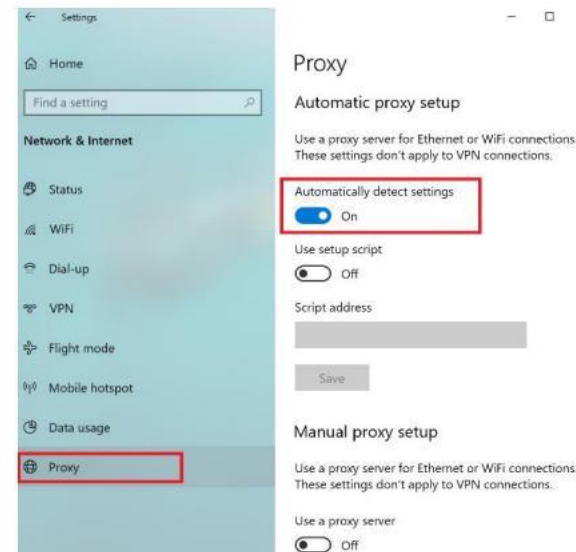 Settings
Home
Find a setting
Network & Internet
Status
WiFi
Dial-up
VPN
Flight mode
Mobile hotspot
Data usage
Proxy
Proxy
Automatic proxy setup
Use a proxy server for Ethernet or WiFi connections.
These settings don't apply to VPN connections.
Automatically detect settings
On
Use setup script
Off
Script address
Save
Manual proxy setup
Use a proxy server for Ethernet or WiFi connections.
These settings don't apply to VPN connections.
Use a proxy server
Off